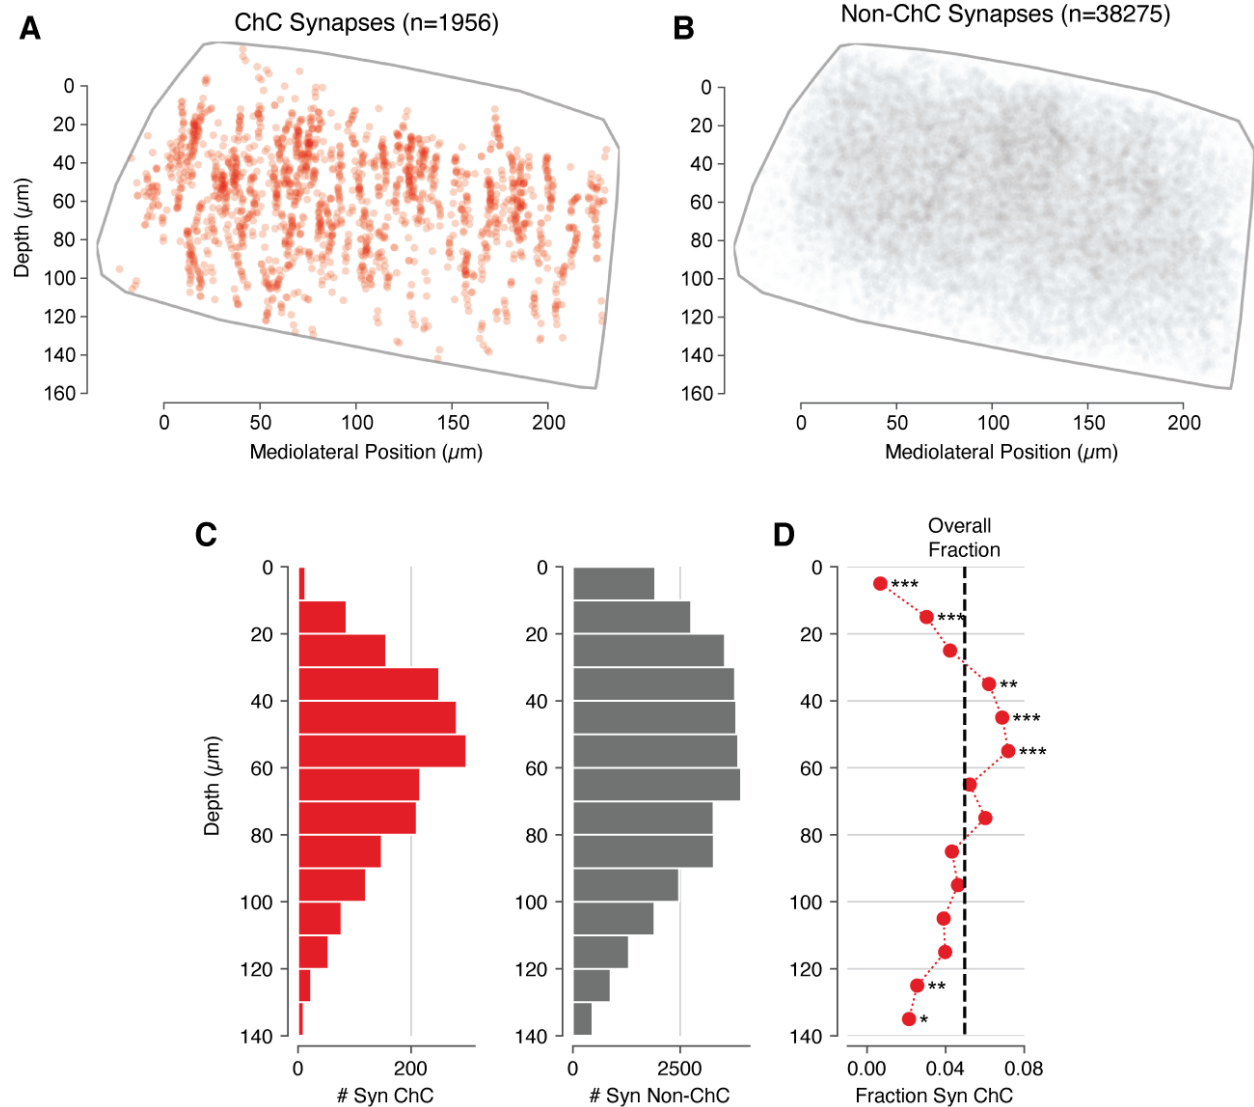 A
ChC Synapses (n=1956)
0
20
40
60
80
100
120
140
160
Depth (µm)
0 50 100 150 200
Mediolateral Position (µm)
B
Non-ChC Synapses (n=38275)
0
20
40
60
80
100
120
140
160
0 50 100 150 200
Mediolateral Position (µm)
C
0
20
40
60
80
100
120
140
Depth (µm)
0 200
# Syn ChC
0
20
40
60
80
100
120
140
0 2500
# Syn Non-ChC
D
Overall
Fraction
0
20
40
60
80
100
120
140
***
***
**
***
***
**
*
0.00 0.04 0.08
Fraction Syn ChC